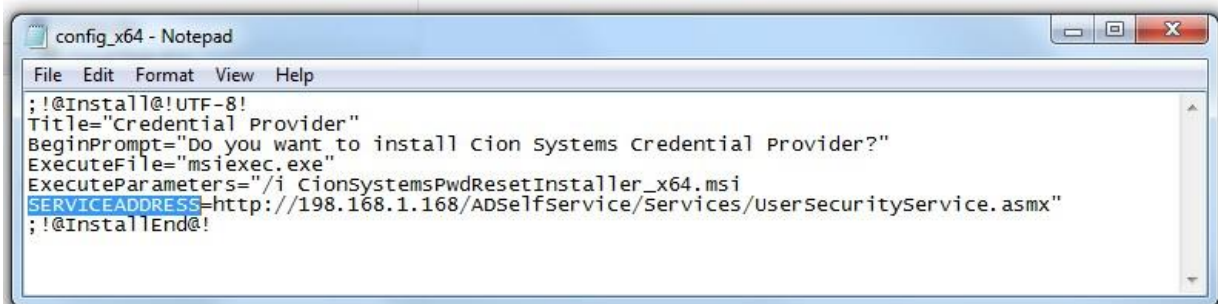 config_x64 - Notepad
File Edit Format View Help
;!@Install@!UTF-8!
Title="Credential Provider"
BeginPrompt="Do you want to install Cion Systems Credential Provider?"
ExecuteFile="msiexec.exe"
ExecuteParameters="/i CionSystemsPwdResetInstaller_x64.msi
SERVICEADDRESS=http://198.168.1.168/ADSelfService/Services/UserSecurityService.asmx"
;!@InstallEnd@!